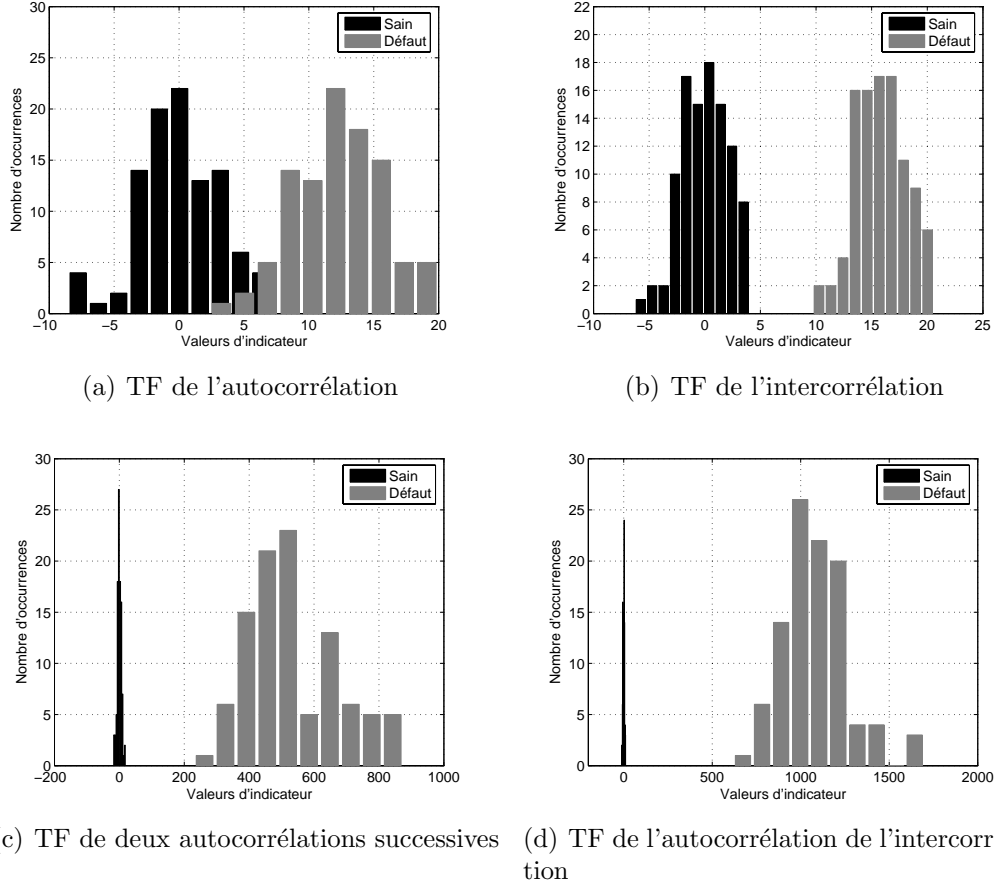 30
25
20
15
10
5
0
−10
−5
0
5
10
15
20
Nombre d'occurrences
Valeurs d'indicateur
Sain
Défaut
(a) TF de l'autocorrélation
22
20
18
16
14
12
10
8
6
4
2
0
−10
−5
0
5
10
15
20
25
Nombre d'occurrences
Valeurs d'indicateur
Sain
Défaut
(b) TF de l'intercorrélation
30
25
20
15
10
5
0
−200
0
200
400
600
800
1000
Nombre d'occurrences
Valeurs d'indicateur
Sain
Défaut
c) TF de deux autocorrélations successives
30
25
20
15
10
5
0
0
500
1000
1500
2000
Nombre d'occurrences
Valeurs d'indicateur
Sain
Défaut
(d) TF de l'autocorrélation de l'intercorr
tion